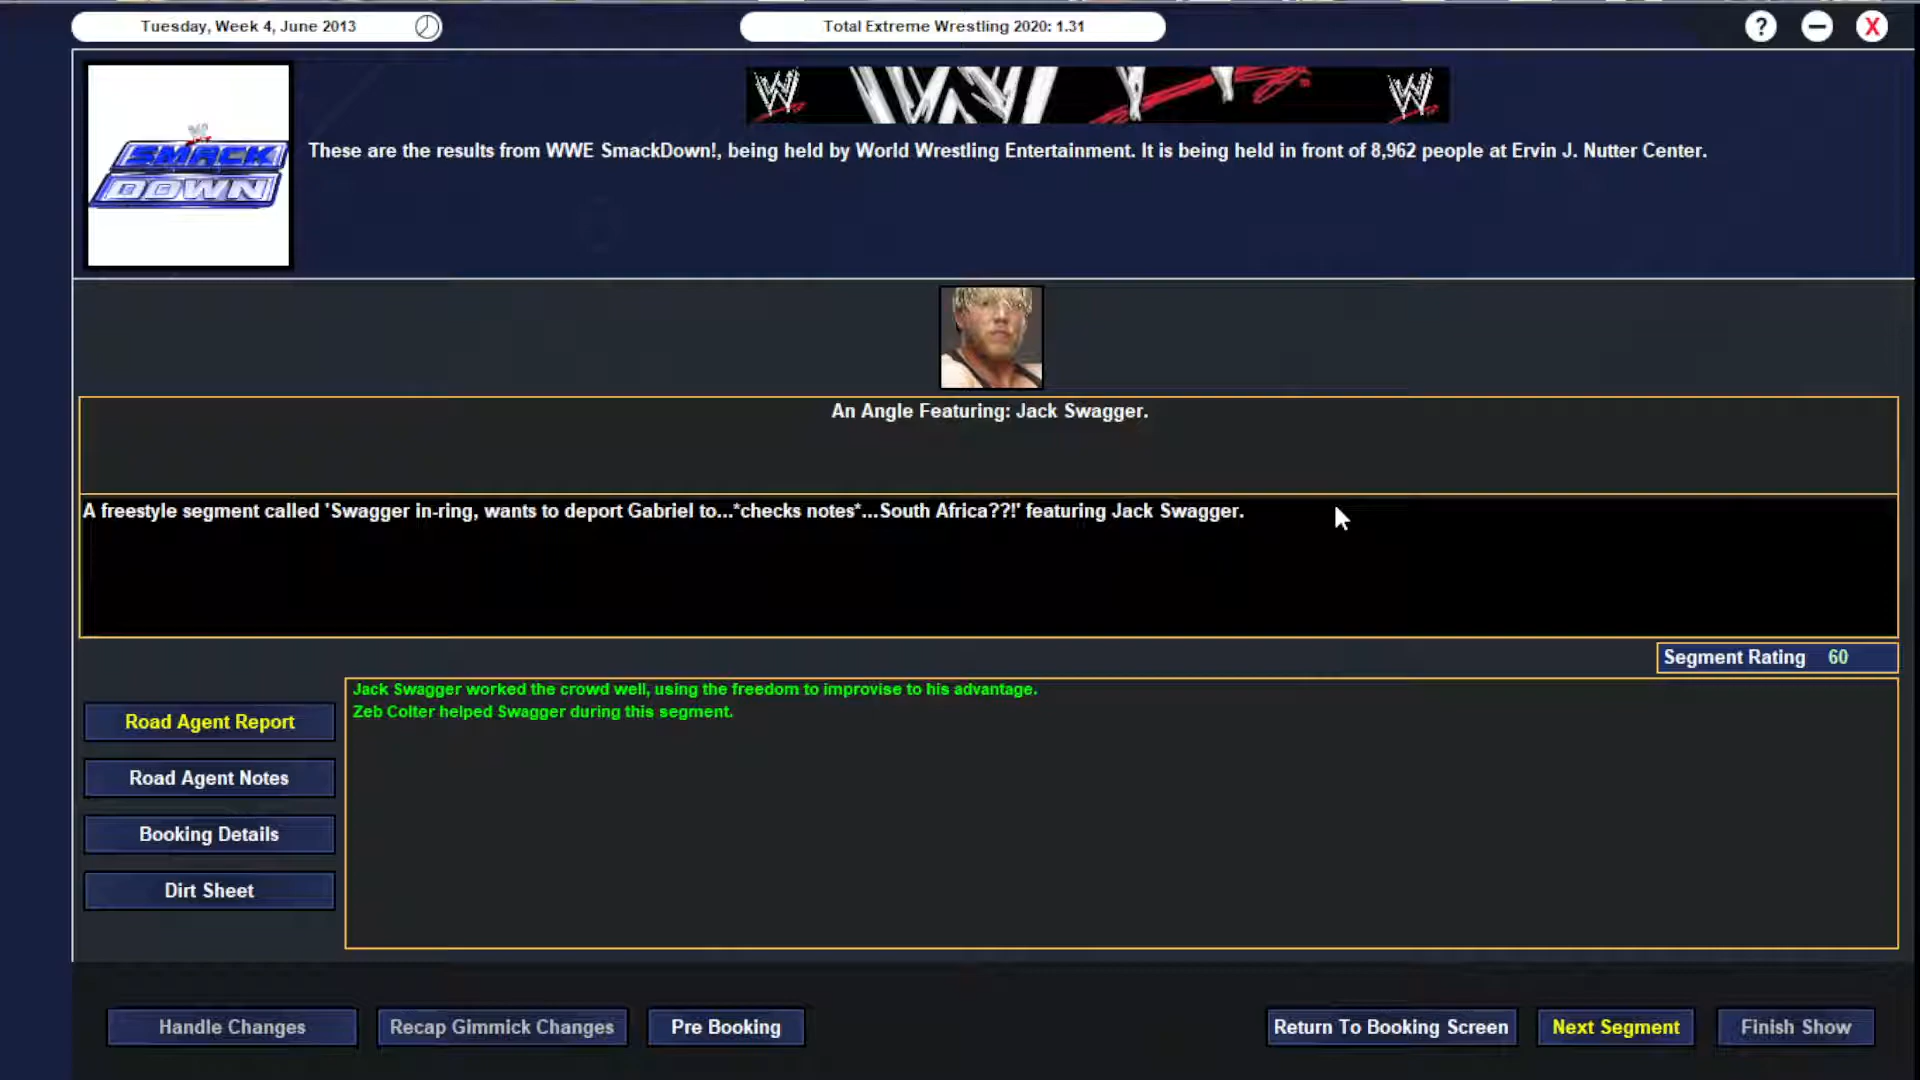 Tuesday, Week 4, June 2013
Total Extreme Wrestling 2020: 1.31
?
X
W
W
SMACK
DOWN
These are the results from WWE SmackDown!, being held by World Wrestling Entertainment. It is being held in front of 8,962 people at Ervin J. Nutter Center.
An Angle Featuring: Jack Swagger.
A freestyle segment called 'Swagger in-ring, wants to deport Gabriel to...*checks notes*...South Africa??!' featuring Jack Swagger.
Segment Rating 60
Jack Swagger worked the crowd well, using the freedom to improvise to his advantage.
Zeb Colter helped Swagger during this segment.
Road Agent Report
Road Agent Notes
Booking Details
Dirt Sheet
Handle Changes
Recap Gimmick Changes
Pre Booking
Return To Booking Screen
Next Segment
Finish Show